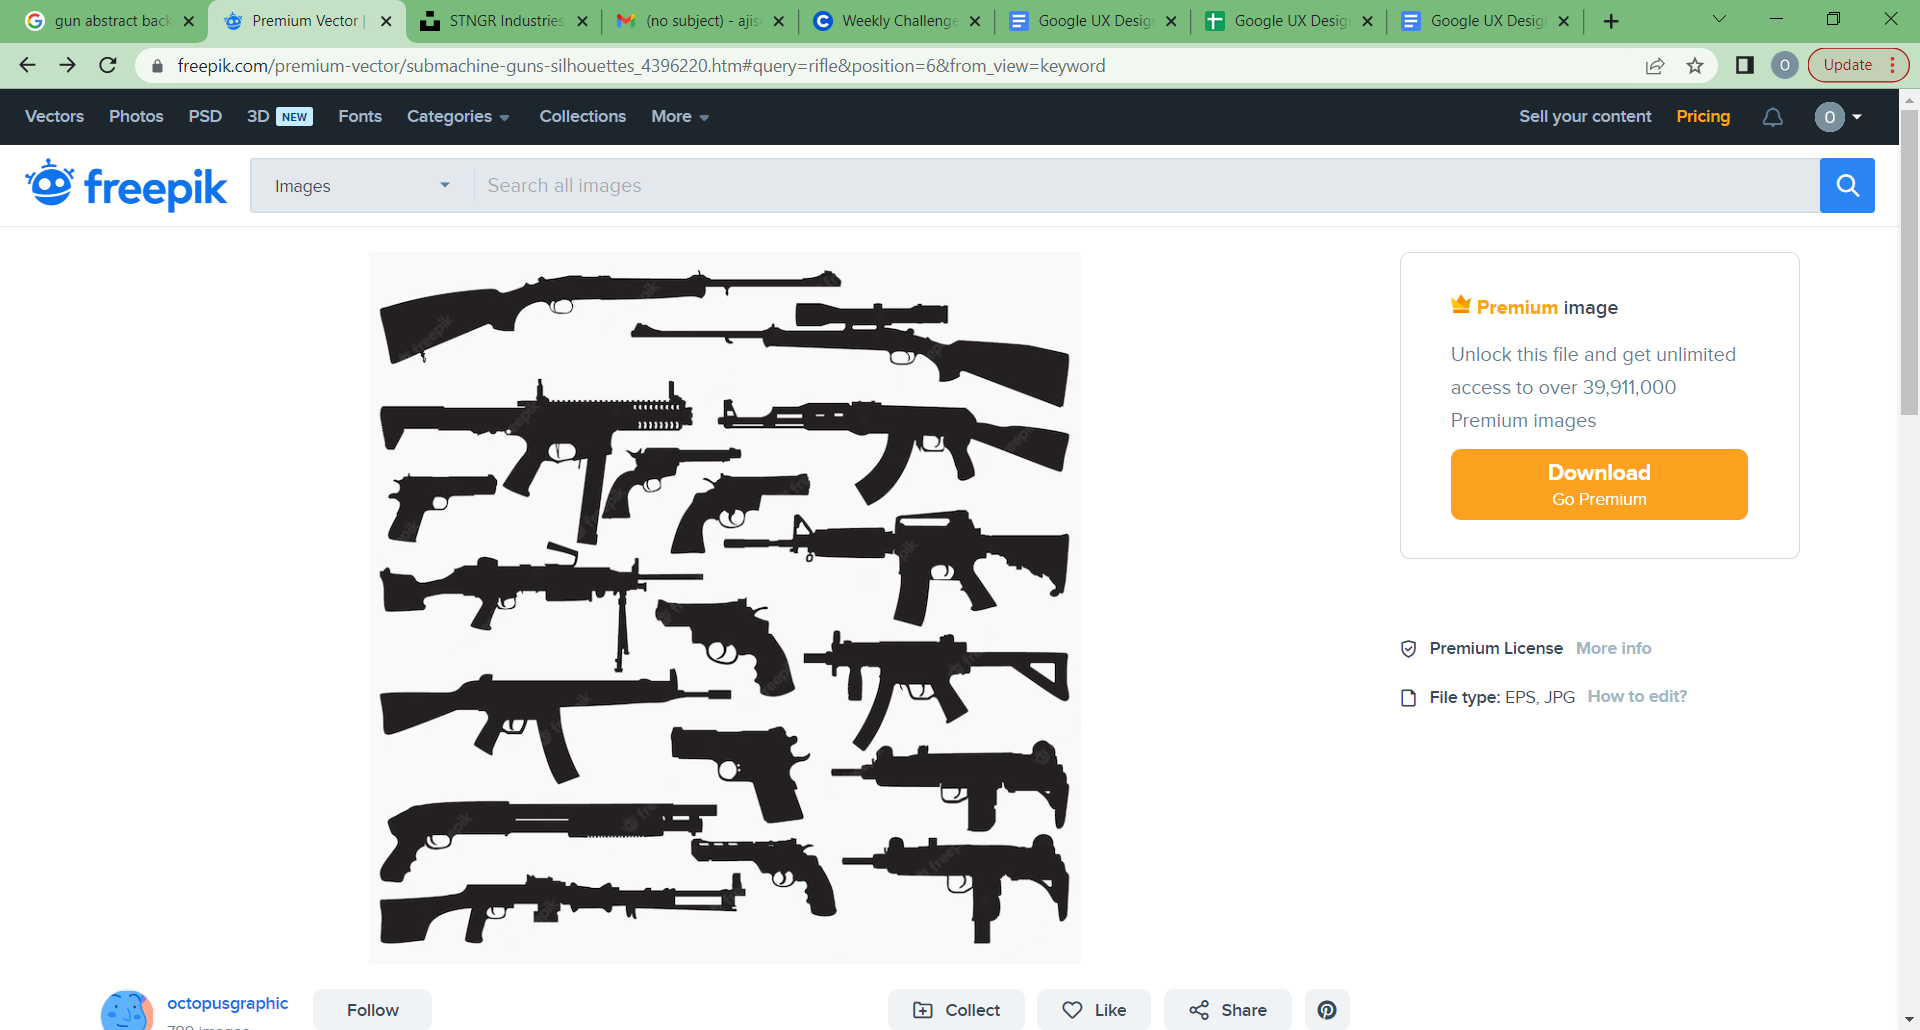 gun abstract back
Premium Vector |
STNGR Industries
(no subject) - ajis
Weekly Challenge
Google UX Desig
Google UX Desig
Google UX Desig
freepik.com/premium-vector/submachine-guns-silhouettes_4396220.htm#query=rifle&position=6&from_view=keyword
O
Update
Vectors Photos PSD 3D NEW Fonts Categories Collections More Sell your content Pricing O
freepik Images Search all images
Premium image
Unlock this file and get unlimited
access to over 39,911,000
Premium images
Download
Go Premium
Premium License More info
File type: EPS, JPG How to edit?
octopusgraphic
789 images
Follow
Collect
Like
Share